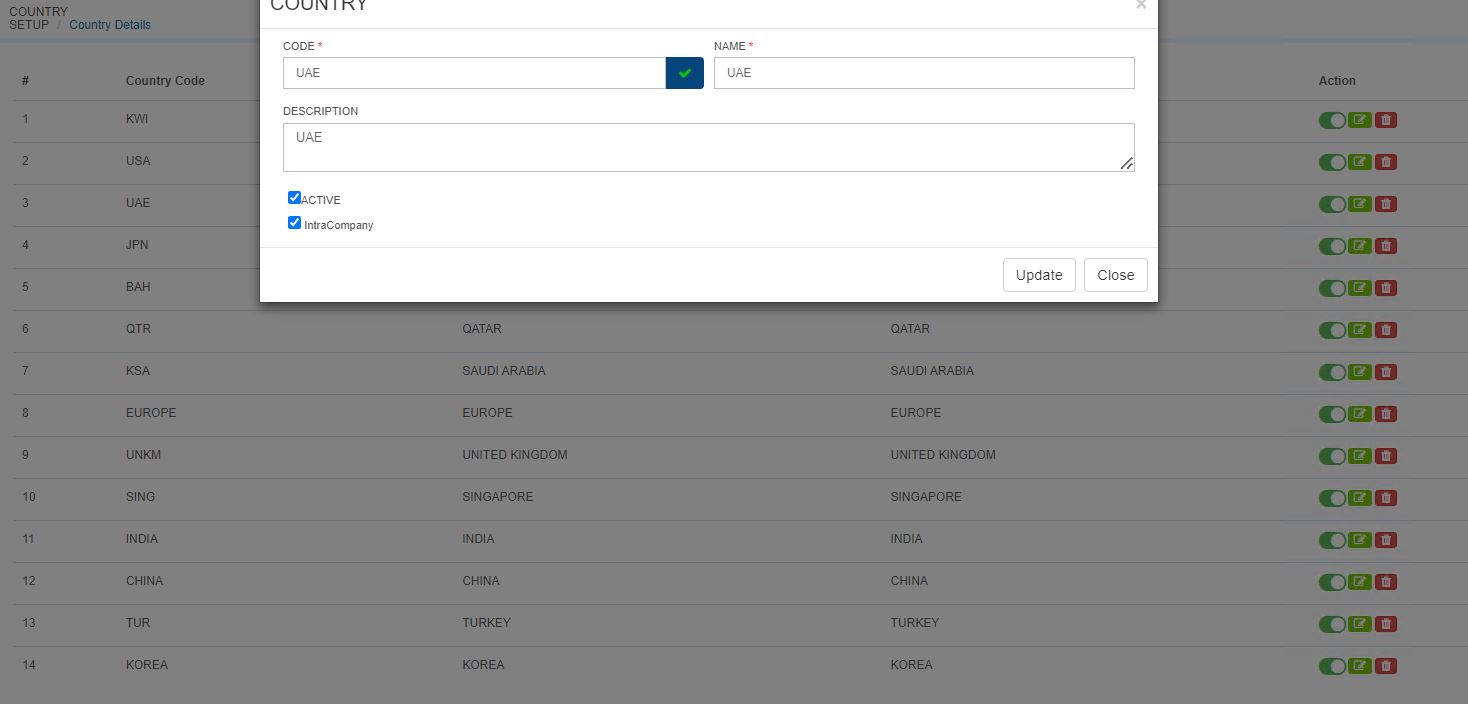 COUNTRY
SETUP / Country Details
COUNTRY ×
CODE * NAME *
UAE UAE
DESCRIPTION
UAE
ACTIVE
IntraCompany
Update Close
# Country Code Action
1 KWI
2 USA
3 UAE
4 JPN
5 BAH
6 QTR QATAR QATAR
7 KSA SAUDI ARABIA SAUDI ARABIA
8 EUROPE EUROPE EUROPE
9 UNKM UNITED KINGDOM UNITED KINGDOM
10 SING SINGAPORE SINGAPORE
11 INDIA INDIA INDIA
12 CHINA CHINA CHINA
13 TUR TURKEY TURKEY
14 KOREA KOREA KOREA